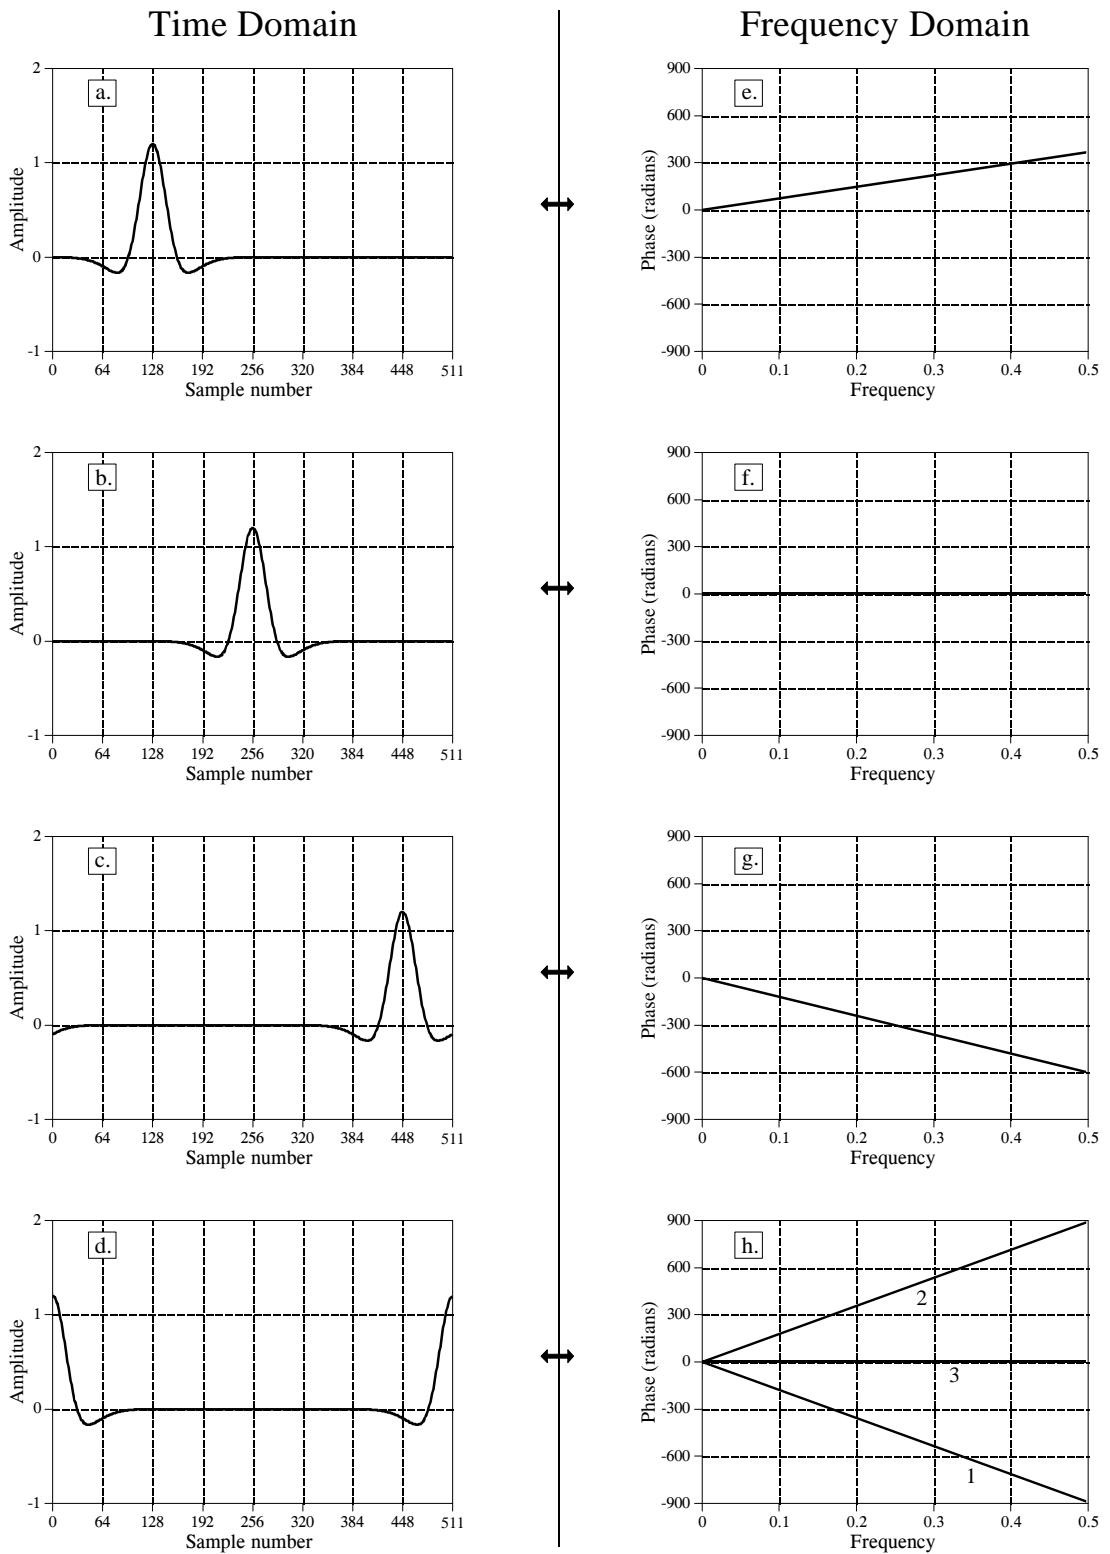 Time Domain
Frequency Domain
a.
2
1
0
-1
Amplitude
0 64 128 192 256 320 384 448 511
Sample number
e.
900
600
300
0
-300
-600
-900
Phase (radians)
0 0.1 0.2 0.3 0.4 0.5
Frequency
b.
2
1
0
-1
Amplitude
0 64 128 192 256 320 384 448 511
Sample number
f.
900
600
300
0
-300
-600
-900
Phase (radians)
0 0.1 0.2 0.3 0.4 0.5
Frequency
c.
2
1
0
-1
Amplitude
0 64 128 192 256 320 384 448 511
Sample number
g.
900
600
300
0
-300
-600
-900
Phase (radians)
0 0.1 0.2 0.3 0.4 0.5
Frequency
d.
2
1
0
-1
Amplitude
0 64 128 192 256 320 384 448 511
Sample number
h.
900
600
300
0
-300
-600
-900
Phase (radians)
2
3
1
0 0.1 0.2 0.3 0.4 0.5
Frequency